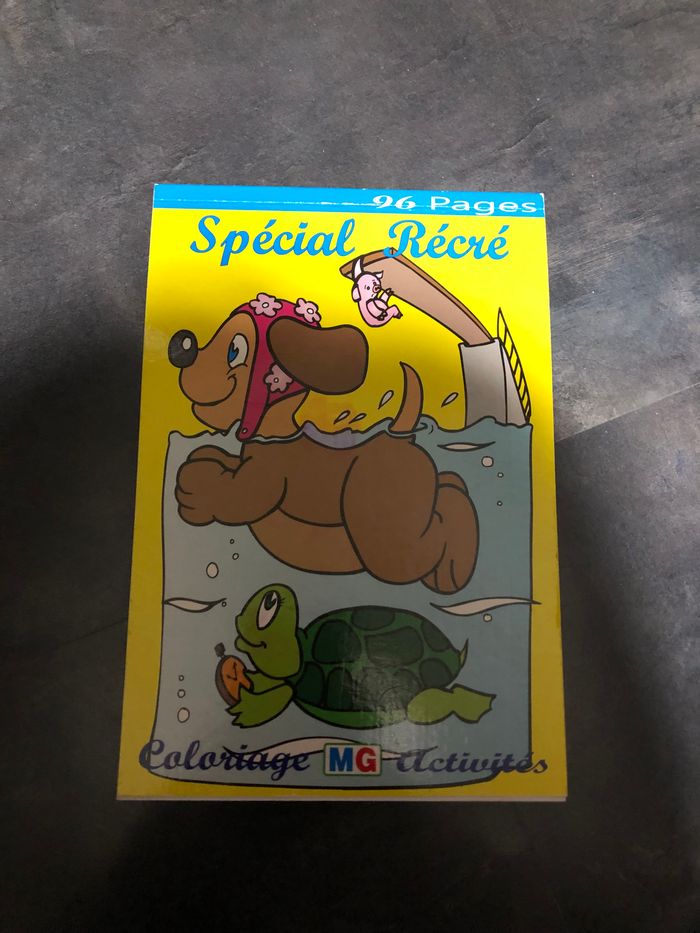 96 Pages
Spécial Récré
Coloriage MG Activités